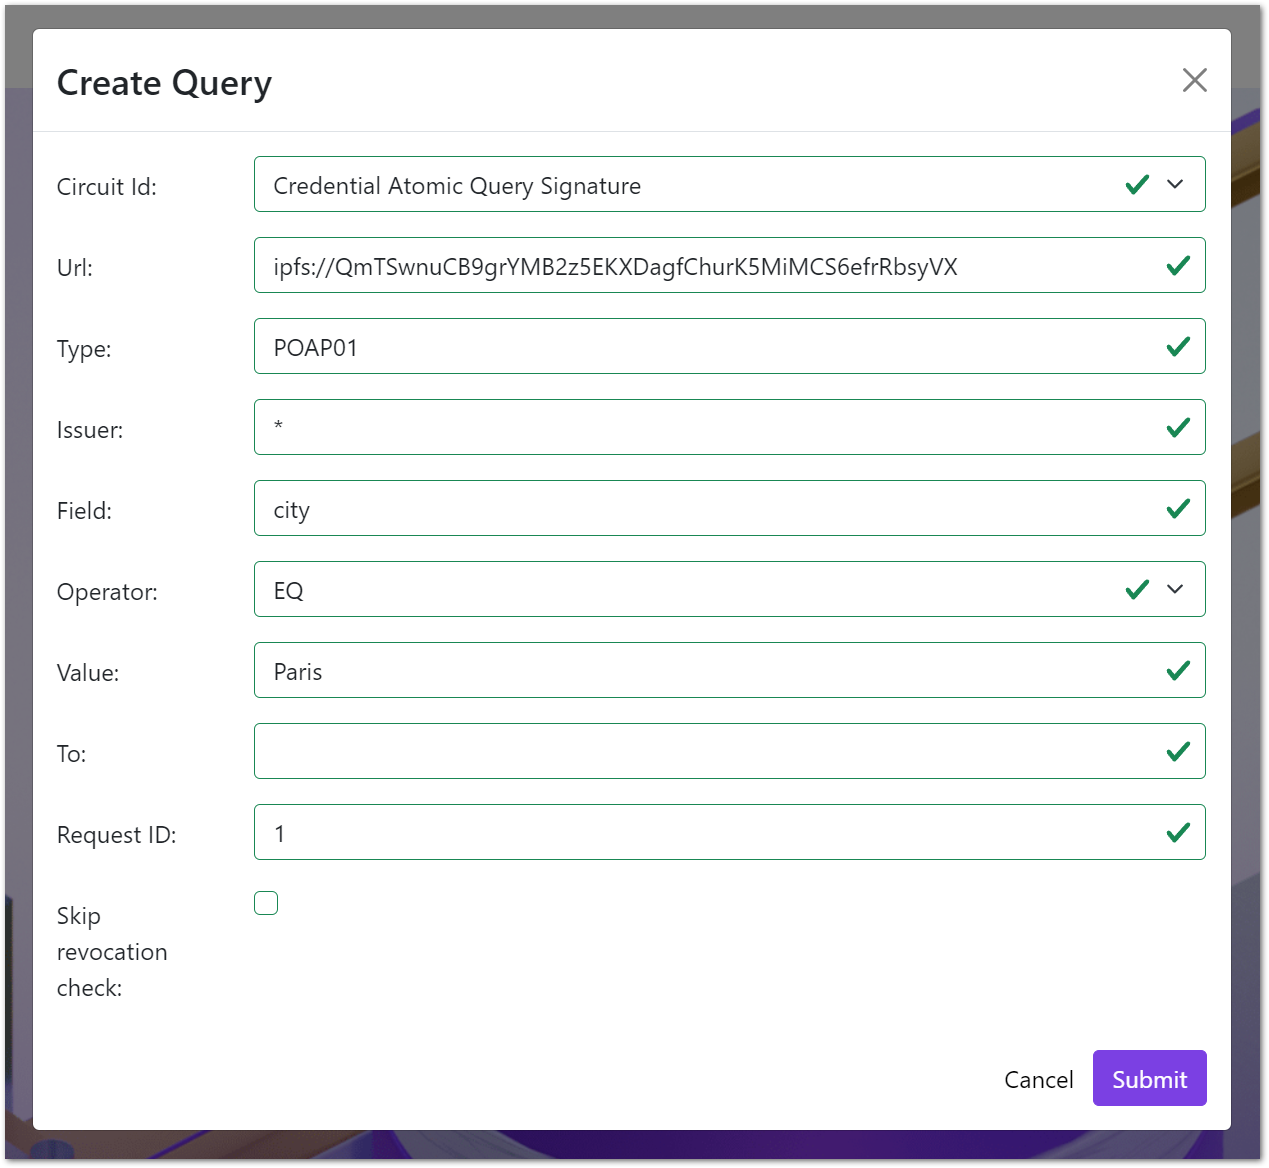 Create Query
Circuit Id:
Credential Atomic Query Signature
Url:
ipfs://QmTSwnuCB9grYMB2z5EKXDagfChurK5MiMCS6efrRbsyVX
Type:
POAP01
Issuer:
*
Field:
city
Operator:
EQ
Value:
Paris
To:
Request ID:
1
Skip
revocation
check:
Cancel
Submit